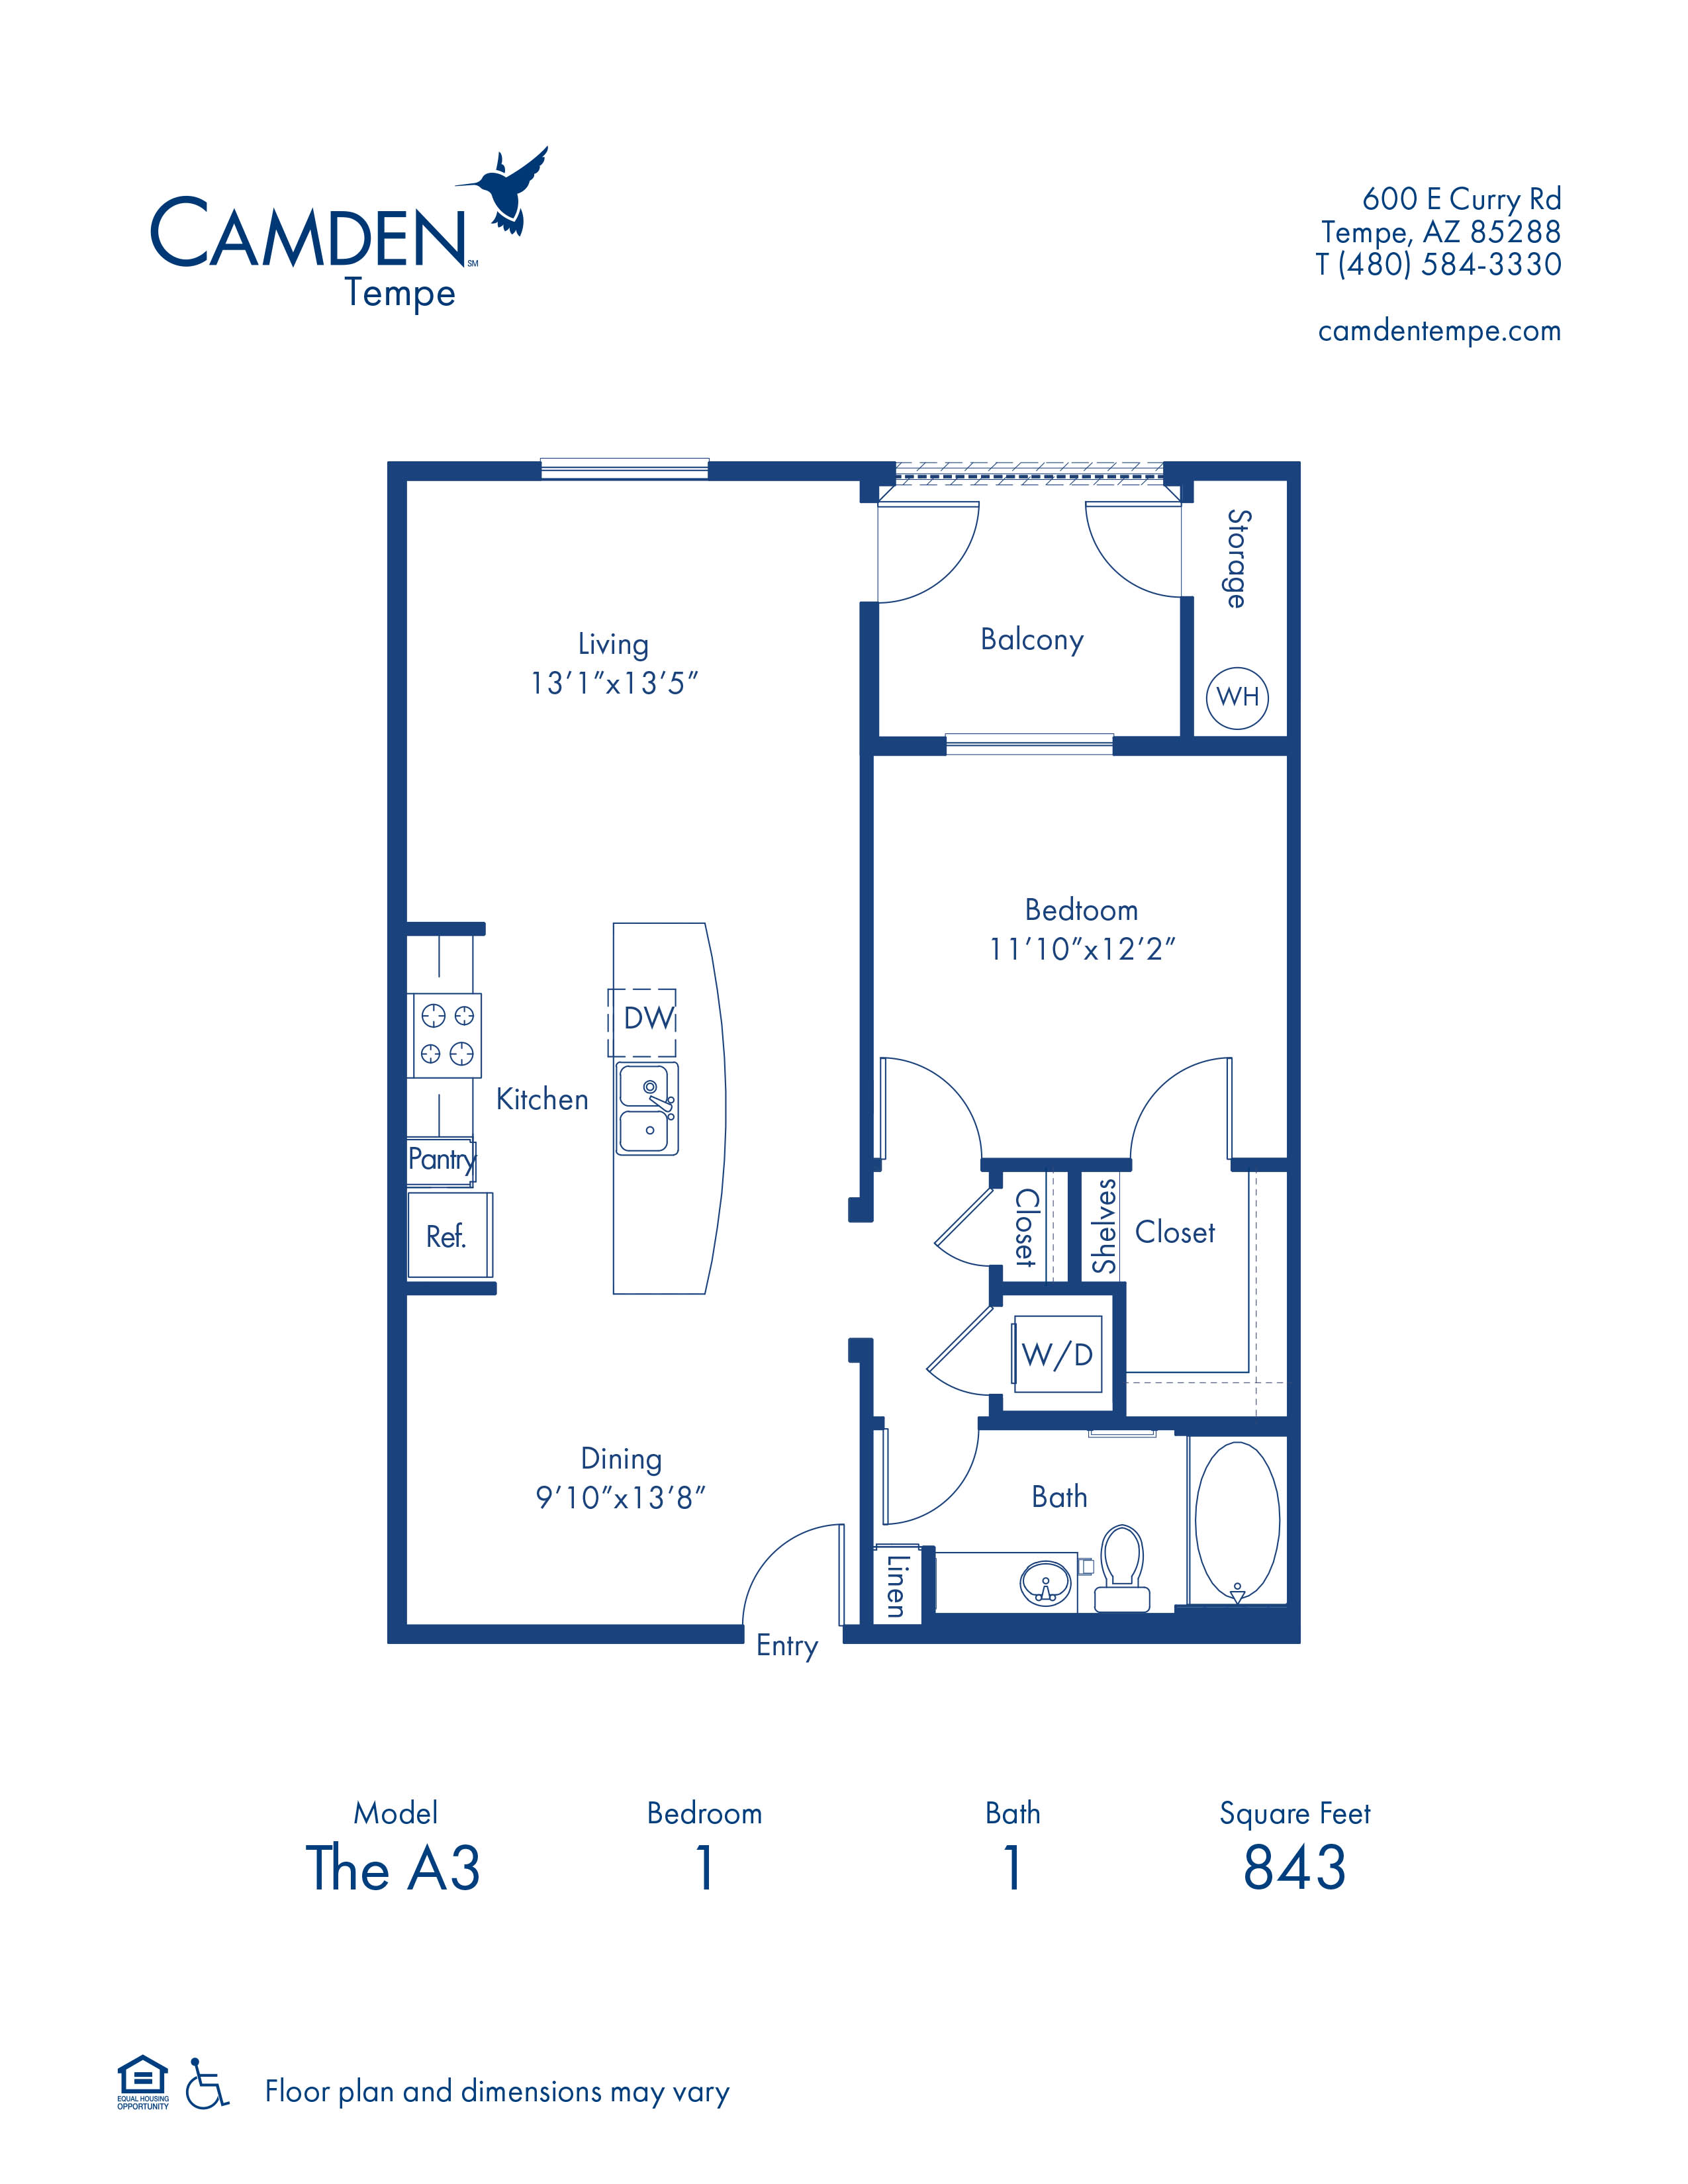 CAMDEN SM
Tempe
600 E Curry Rd
Tempe, AZ 85288
T (480) 584-3330
camdentempe.com
Storage
Living
13’1”x13’5”
Balcony
WH
Bedtoom
11’10”x12’2”
DW
Kitchen
Pantry
Ref.
Closet
Shelves
Closet
W/D
Dining
9’10”x13’8”
Bath
Linen
Entry
Model
The A3
Bedroom
1
Bath
1
Square Feet
843
EQUAL HOUSING
OPPORTUNITY
Floor plan and dimensions may vary